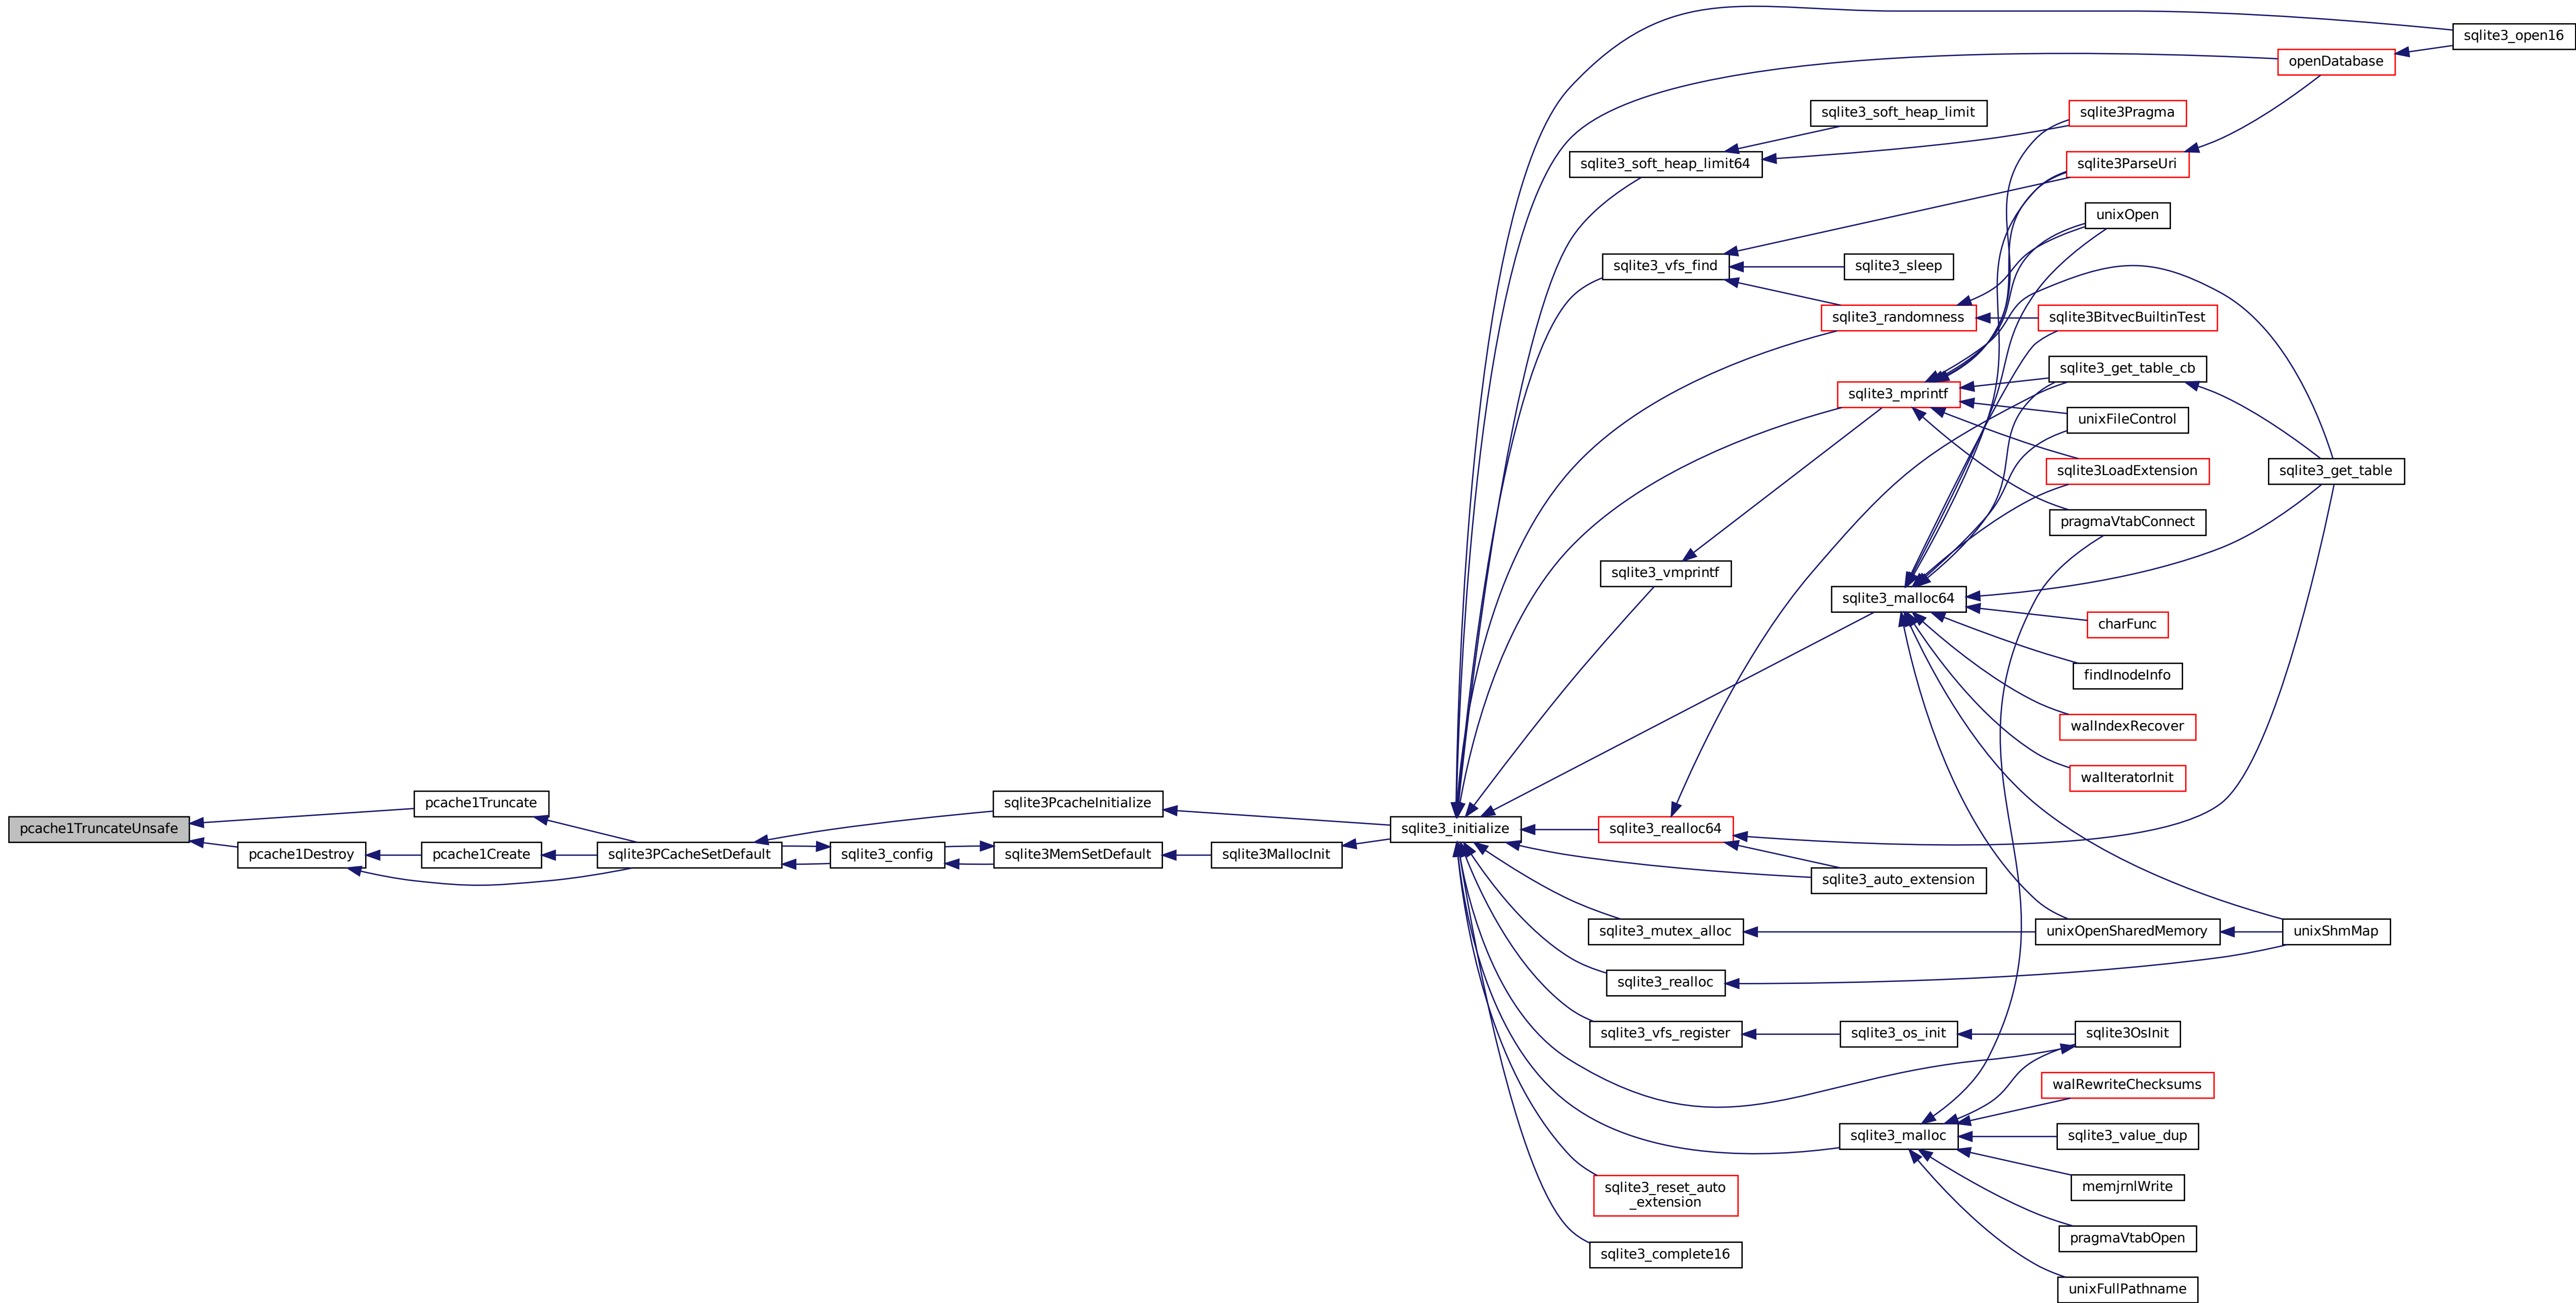 sqlite3_open16
openDatabase
sqlite3_soft_heap_limit
sqlite3Pragma
sqlite3_soft_heap_limit64
sqlite3ParseUri
unixOpen
sqlite3_vfs_find
sqlite3_sleep
sqlite3_randomness
sqlite3BitvecBuiltinTest
sqlite3_get_table_cb
sqlite3_mprintf
unixFileControl
sqlite3LoadExtension
sqlite3_get_table
pragmaVtabConnect
sqlite3_vmprintf
sqlite3_malloc64
charFunc
findInodeInfo
walIndexRecover
walIteratorInit
pcache1Truncate
sqlite3PcacheInitialize
pcache1TruncateUnsafe
sqlite3_initialize
sqlite3_realloc64
pcache1Destroy
pcache1Create
sqlite3PCacheSetDefault
sqlite3_config
sqlite3MemSetDefault
sqlite3MallocInit
sqlite3_auto_extension
sqlite3_mutex_alloc
unixOpenSharedMemory
unixShmMap
sqlite3_realloc
sqlite3_vfs_register
sqlite3_os_init
sqlite3OsInit
walRewriteChecksums
sqlite3_malloc
sqlite3_value_dup
memjrnlWrite
sqlite3_reset_auto
_extension
pragmaVtabOpen
sqlite3_complete16
unixFullPathname